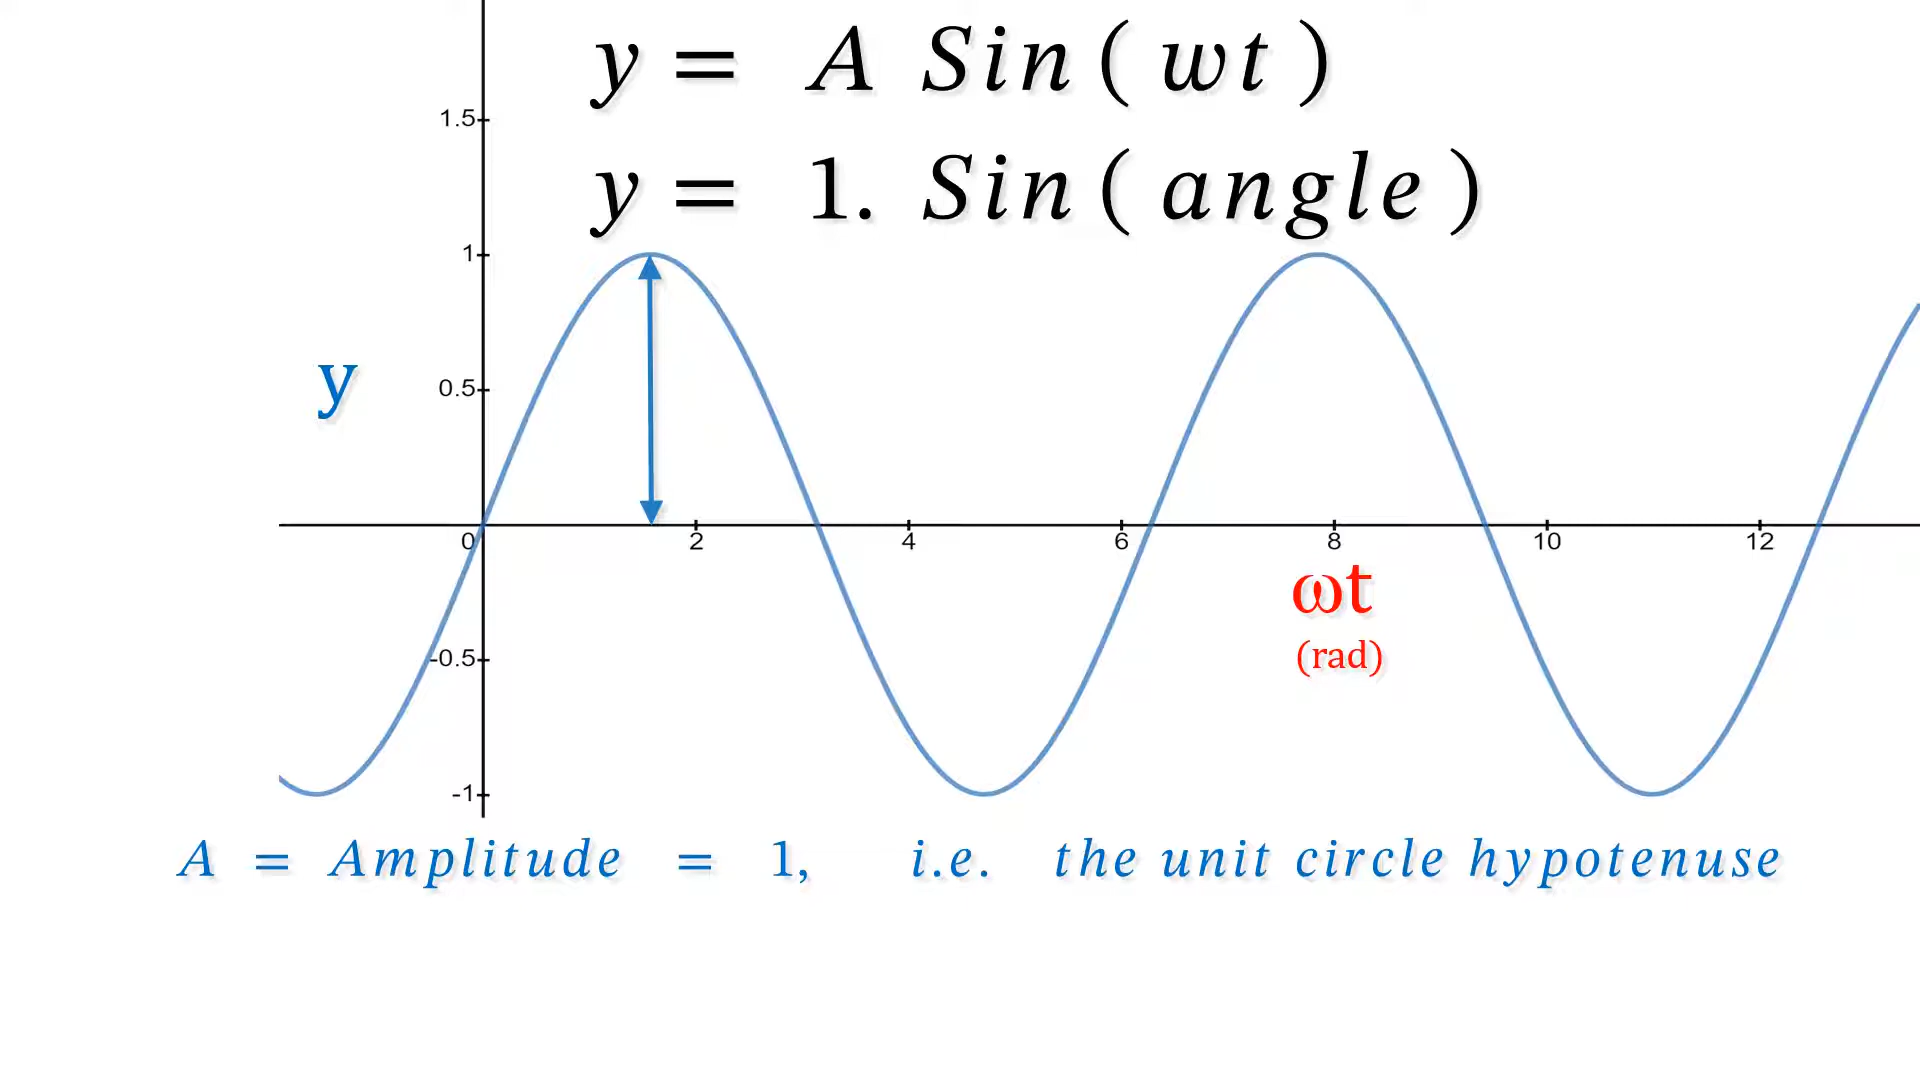 y = A Sin( wt )
1.5
y = 1. Sin( angle )
1
y
0.5
0 2 4 6 8 10 12
ωt
(rad)
-0.5
-1
A = Amplitude = 1, i.e. the unit circle hypotenuse